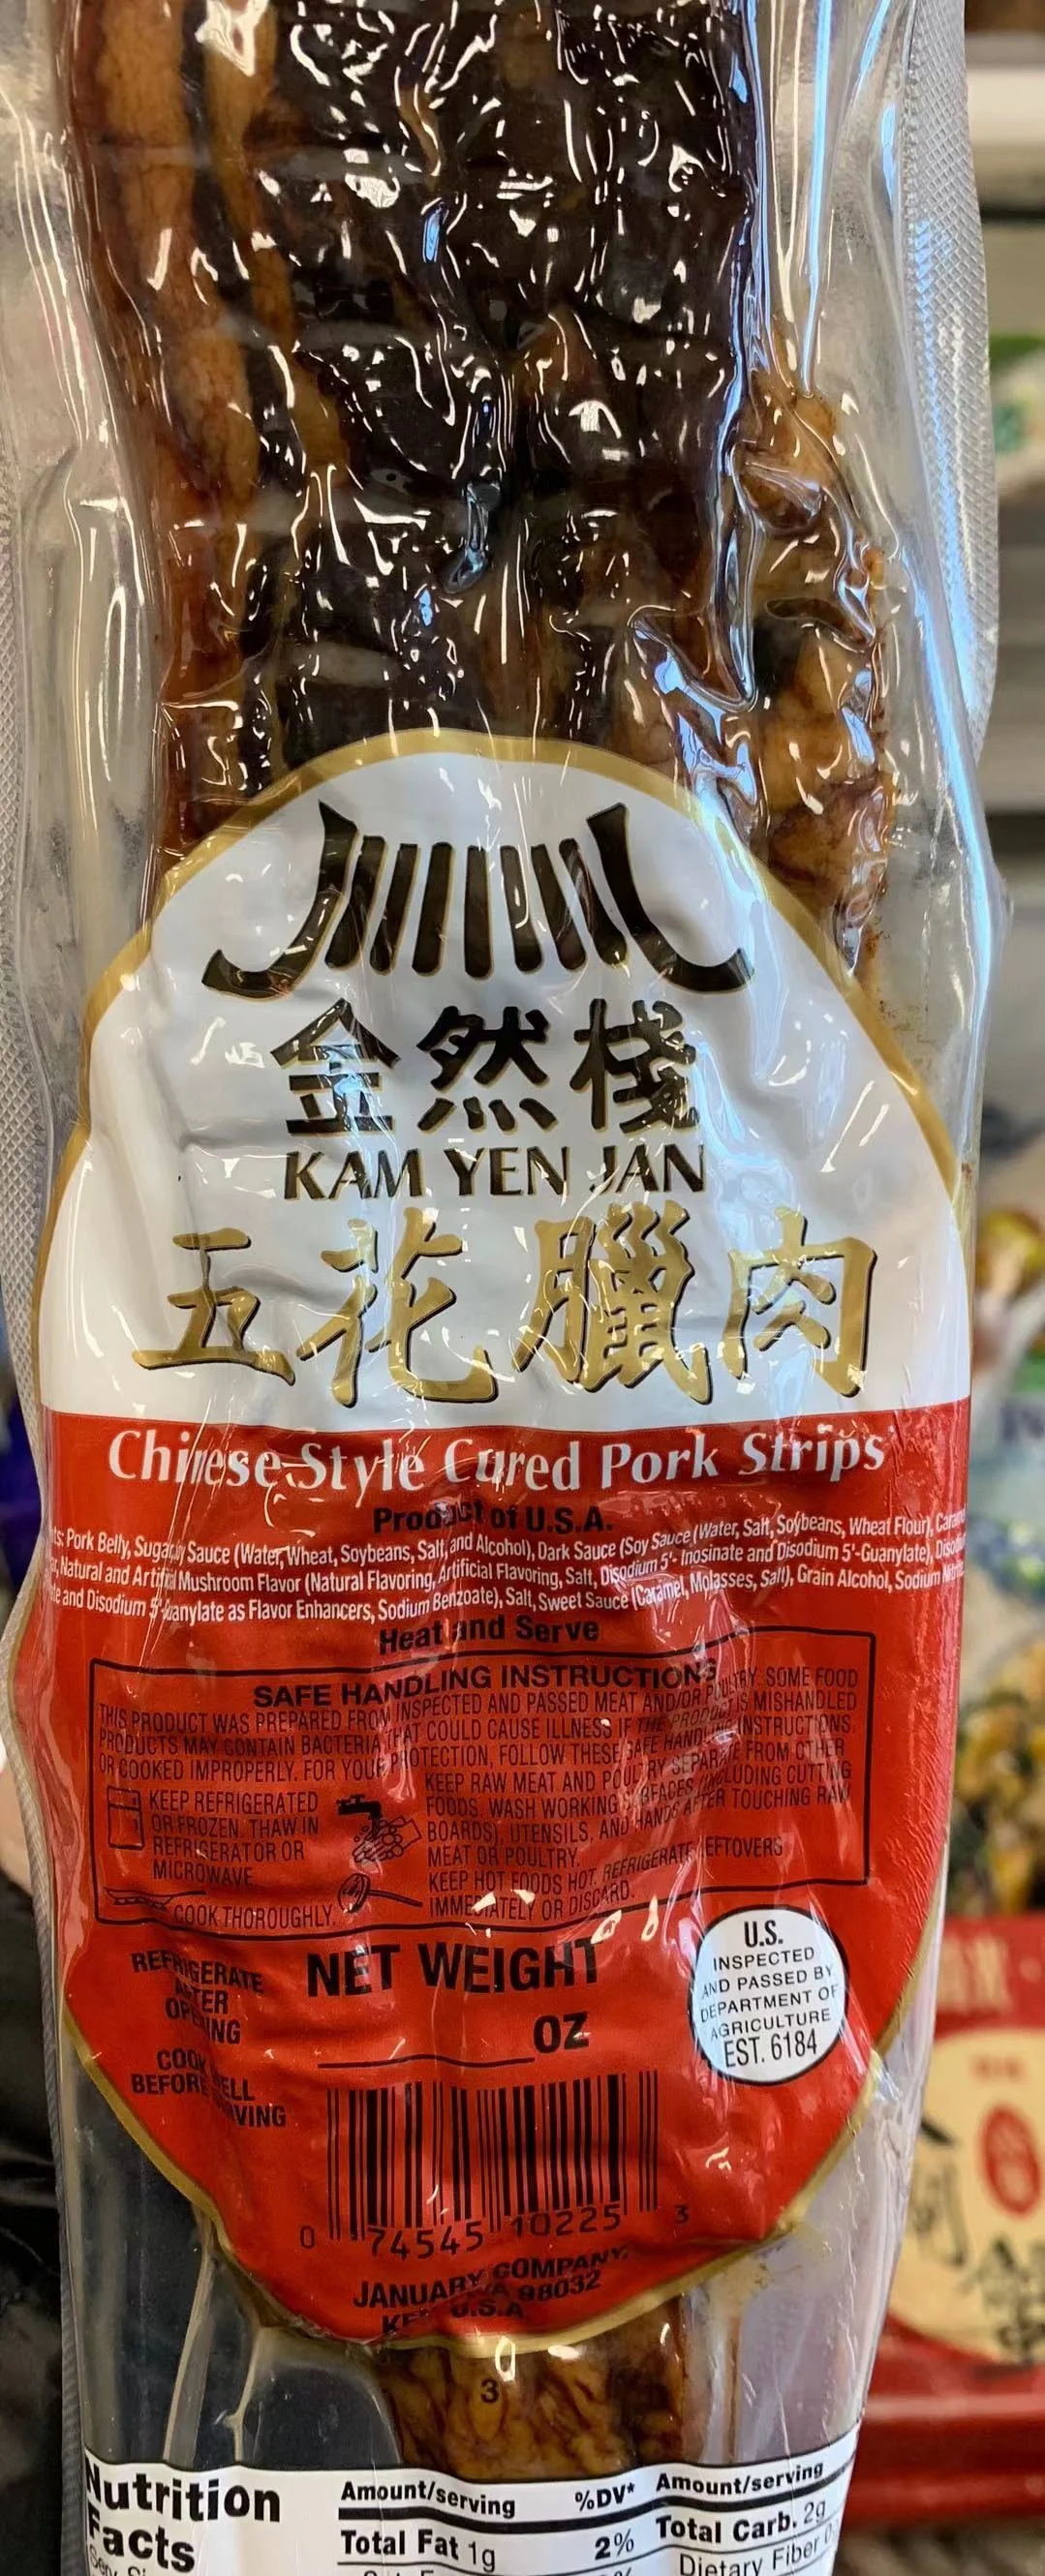 金然棧
KAM YEN JAN
五花臘肉
Chinese Style Cured Pork Strips
Product of U.S.A.
Pork Belly, Sugar, Sauce (Water, Wheat, Soybeans, Salt, and Alcohol), Dark Sauce (Soy Sauce (Water, Salt, Soybeans, Wheat Flour),
Natural and Artificial Mushroom Flavor (Natural Flavoring, Artificial Flavoring, Salt, Disodium 5'- Inosinate and Disodium 5'-Guanylate),
and Disodium 5'-Guanylate as Flavor Enhancers, Sodium Benzoate), Salt, Sweet Sauce (Caramel, Molasses, Salt), Grain Alcohol, Sodium
Heat and Serve
SAFE HANDLING INSTRUCTIONS
THIS PRODUCT WAS PREPARED FROM INSPECTED AND PASSED MEAT AND/OR POULTRY. SOME FOOD
PRODUCTS MAY CONTAIN BACTERIA THAT COULD CAUSE ILLNESS IF THE PRODUCT IS MISHANDLED
OR COOKED IMPROPERLY. FOR YOUR PROTECTION, FOLLOW THESE SAFE HANDLING INSTRUCTIONS.
KEEP REFRIGERATED
OR FROZEN. THAW IN
REFRIGERATOR OR
MICROWAVE.
KEEP RAW MEAT AND POULTRY SEPARATE FROM OTHER
FOODS. WASH WORKING SURFACES (INCLUDING CUTTING
BOARDS), UTENSILS, AND HANDS AFTER TOUCHING RAW
MEAT OR POULTRY.
COOK THOROUGHLY.
KEEP HOT FOODS HOT. REFRIGERATE LEFTOVERS
IMMEDIATELY OR DISCARD.
REFRIGERATE
AFTER
OPENING
COOK WELL
BEFORE SERVING
NET WEIGHT
OZ
U.S.
INSPECTED
AND PASSED BY
DEPARTMENT OF
AGRICULTURE
EST. 6184
0 74545 10225 3
JANUARY COMPANY.
98032
U.S.A
3
Nutrition
Facts
Amount/serving %DV*
Total Fat 1g 2%
Amount/serving
Total Carb. 2g
Dietary Fiber